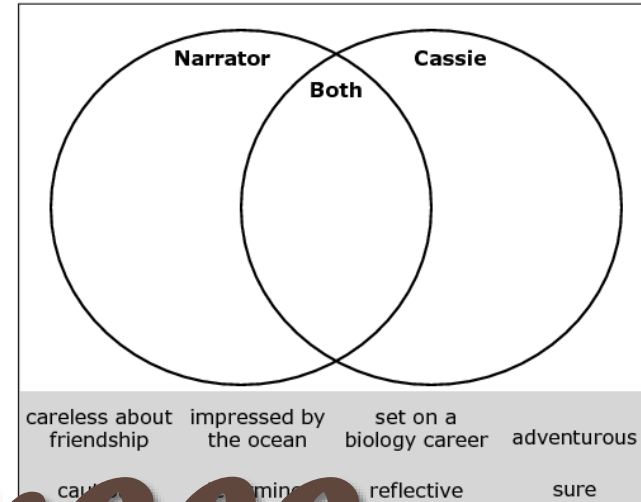 Narrator Cassie
Both
careless about impressed by set on a
friendship the ocean biology career adventurous
reflective sure